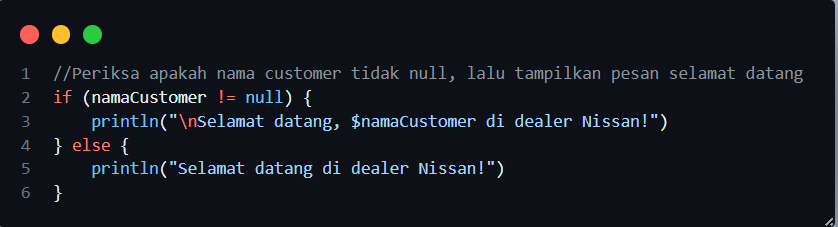 1 //Periksa apakah nama customer tidak null, lalu tampilkan pesan selamat datang
2 if (namaCustomer != null) {
3     println("\nSelamat datang, $namaCustomer di dealer Nissan!")
4 } else {
5     println("Selamat datang di dealer Nissan!")
6 }